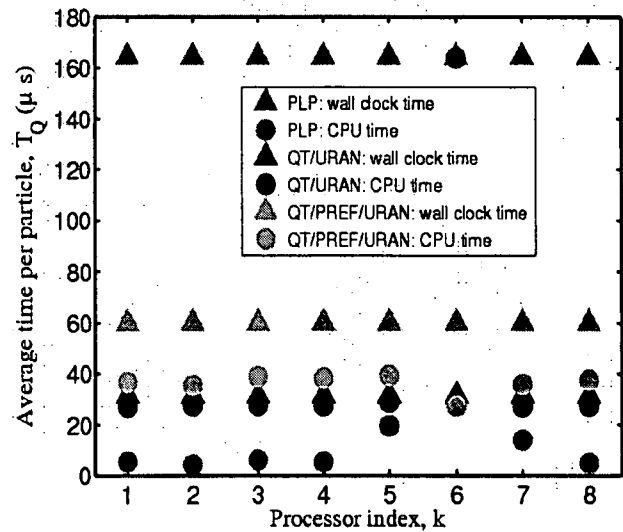 Average time per particle, T_Q (μ s)
180
160
140
120
100
80
60
40
20
0
PLP: wall clock time
PLP: CPU time
QT/URAN: wall clock time
QT/URAN: CPU time
QT/PREF/URAN: wall clock time
QT/PREF/URAN: CPU time
1 2 3 4 5 6 7 8
Processor index, k